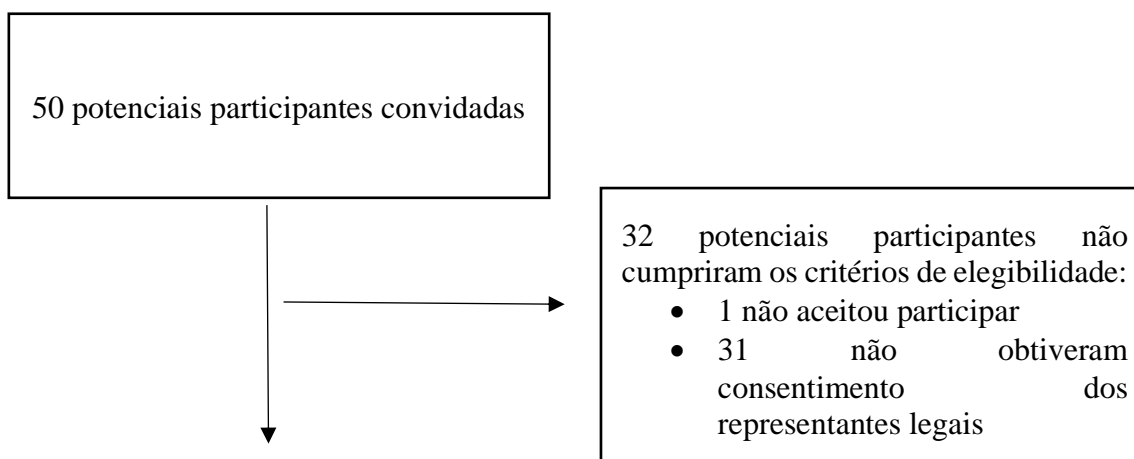 50 potenciais participantes convidadas
32 potenciais participantes não
cumpriram os critérios de elegibilidade:
• 1 não aceitou participar
• 31 não obtiveram
consentimento dos
representantes legais